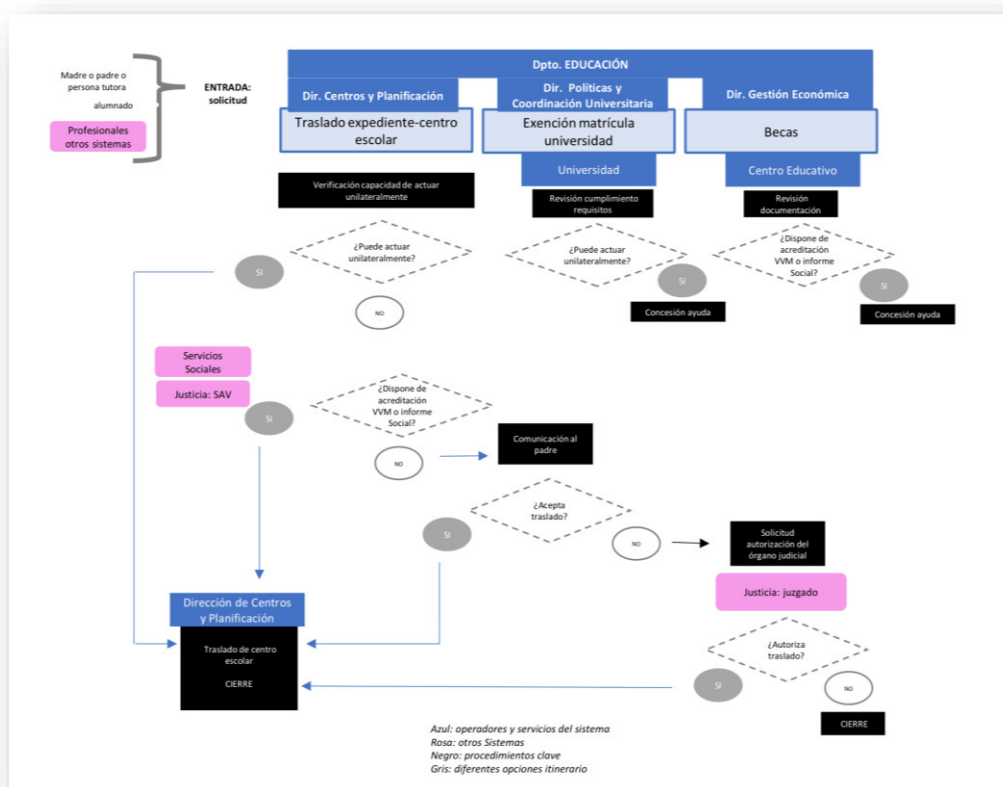 Madre o padre o
persona tutora
alumnado
Profesionales
otros sistemas
ENTRADA:
solicitud
Dpto. EDUCACIÓN
Dir. Centros y Planificación
Dir. Políticas y
Coordinación Universitaria
Dir. Gestión Económica
Traslado expediente-centro
escolar
Exención matrícula
universidad
Becas
Universidad
Centro Educativo
Verificación capacidad de actuar
unilateralmente
Revisión cumplimiento
requisitos
Revisión
documentación
¿Puede actuar
unilateralmente?
¿Puede actuar
unilateralmente?
¿Dispone de
acreditación
VVM o informe
Social?
SI
SI
SI
NO
Concesión ayuda
Concesión ayuda
Servicios
Sociales
Justicia: SAV
SI
¿Dispone de
acreditación
VVM o informe
Social?
NO
Comunicación al
padre
¿Acepta
traslado?
SI
NO
Solicitud
autorización del
órgano judicial
Justicia: juzgado
Dirección de Centros
y Planificación
Traslado de centro
escolar
CIERRE
¿Autoriza
traslado?
SI
NO
CIERRE
Azul: operadores y servicios del sistema
Rosa: otros Sistemas
Negro: procedimientos clave
Gris: diferentes opciones itinerario